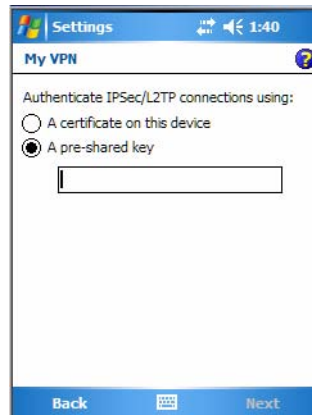 Settings 1:40
My VPN
?
Authenticate IPSec/L2TP connections using:
A certificate on this device
A pre-shared key
Back Next